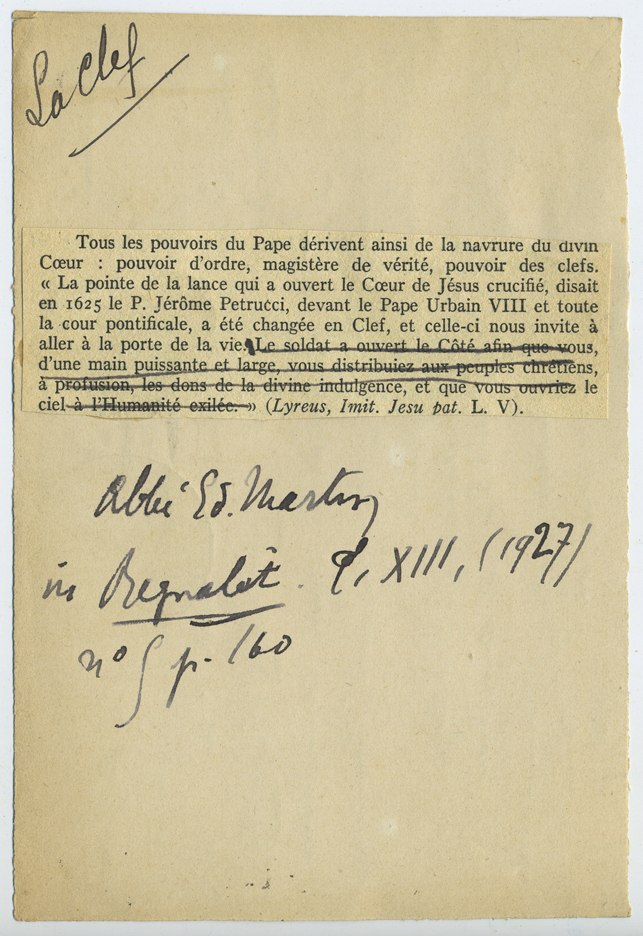 La Clef
Tous les pouvoirs du Pape dérivent ainsi de la navrure du divin
Cœur : pouvoir d'ordre, magistère de vérité, pouvoir des clefs.
« La pointe de la lance qui a ouvert le Cœur de Jésus crucifié, disait
en 1625 le P. Jérôme Petrucci, devant le Pape Urbain VIII et toute
la cour pontificale, a été changée en Clef, et celle-ci nous invite à
aller à la porte de la vie. Le soldat a ouvert le Côté afin que vous,
d'une main puissante et large, vous distribuiez aux peuples chrétiens,
à profusion, les dons de la divine indulgence, et que vous ouvriez le
ciel à l'Humanité exilée. » (Lyreus, Imit. Jesu pat. L. V).
Abbé Ed. Martin
in Regnabit. T. XIII, (1927)
n° p. 160